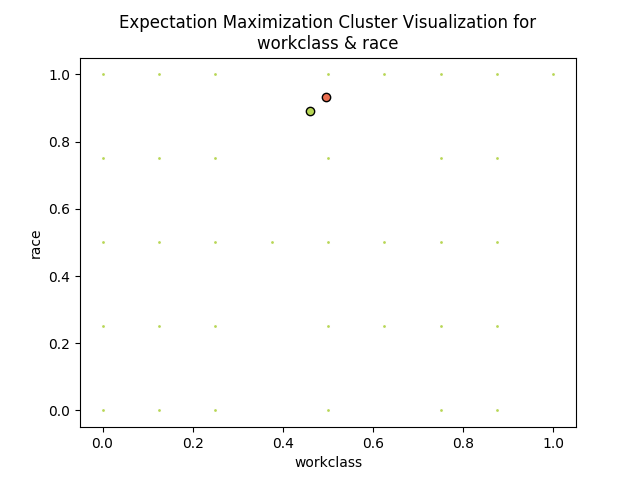 Expectation Maximization Cluster Visualization for
workclass & race
1.0
0.8
0.6
0.4
0.2
0.0
race
0.0 0.2 0.4 0.6 0.8 1.0
workclass